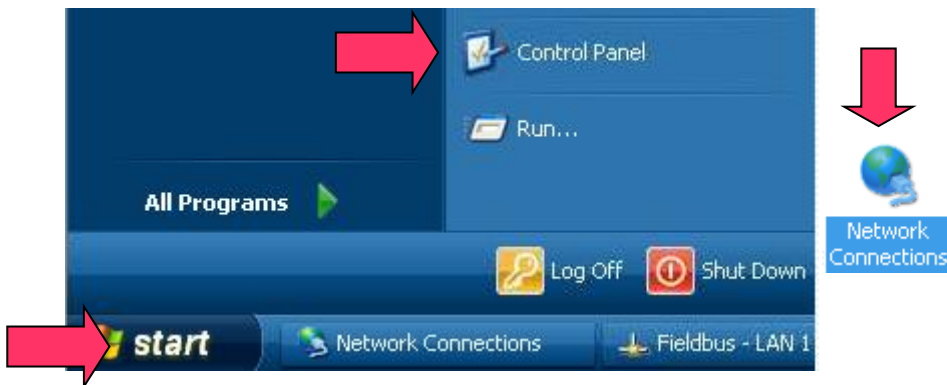 Control Panel
Run...
All Programs
Network
Connections
Log Off
Shut Down
start
Network Connections
Fieldbus - LAN 1